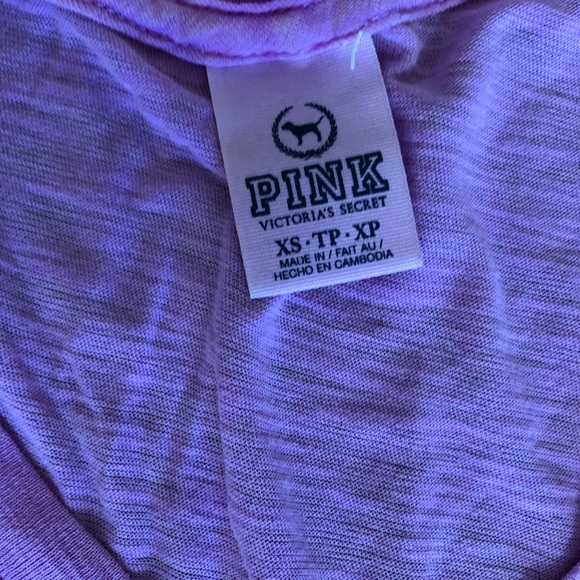 PINK
VICTORIA'S SECRET
XS · TP · XP
MADE IN / FAIT AU /
HECHO EN CAMBODIA